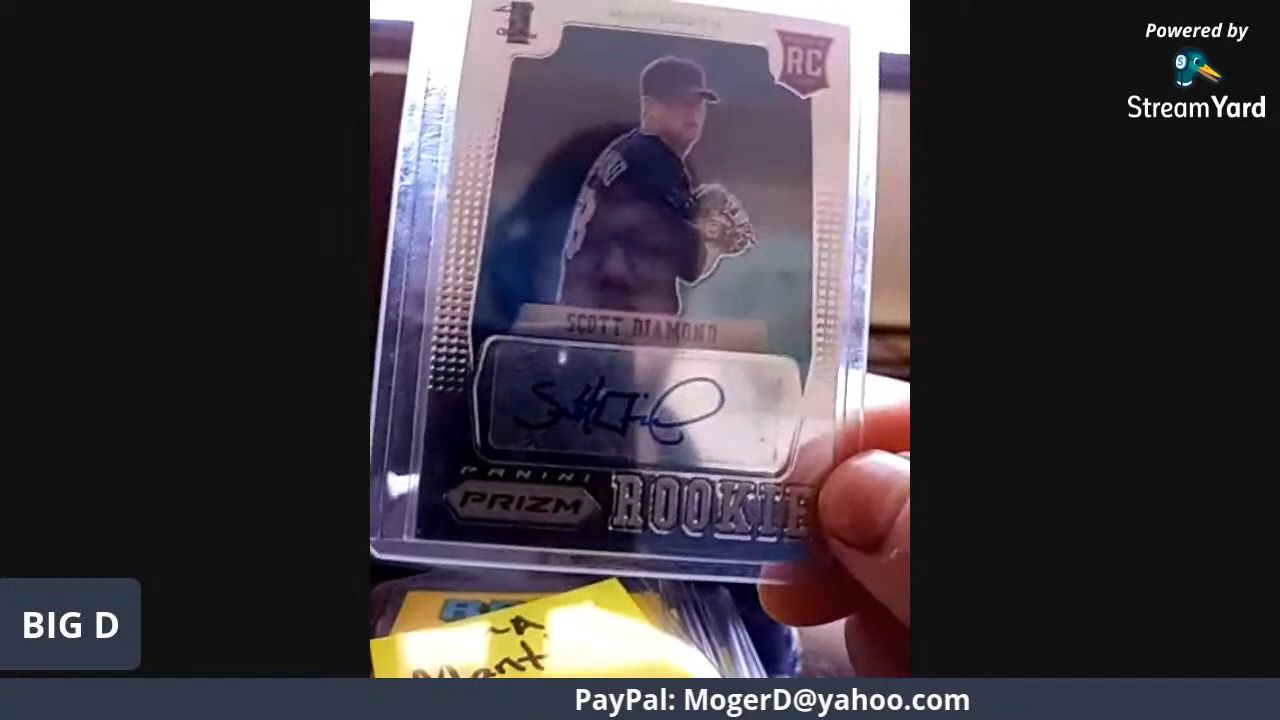 Powered by
StreamYard
RC
SCOTT DIAMOND
PANINI
PRIZM
ROOKIE
BIG D
PayPal: MogerD@yahoo.com